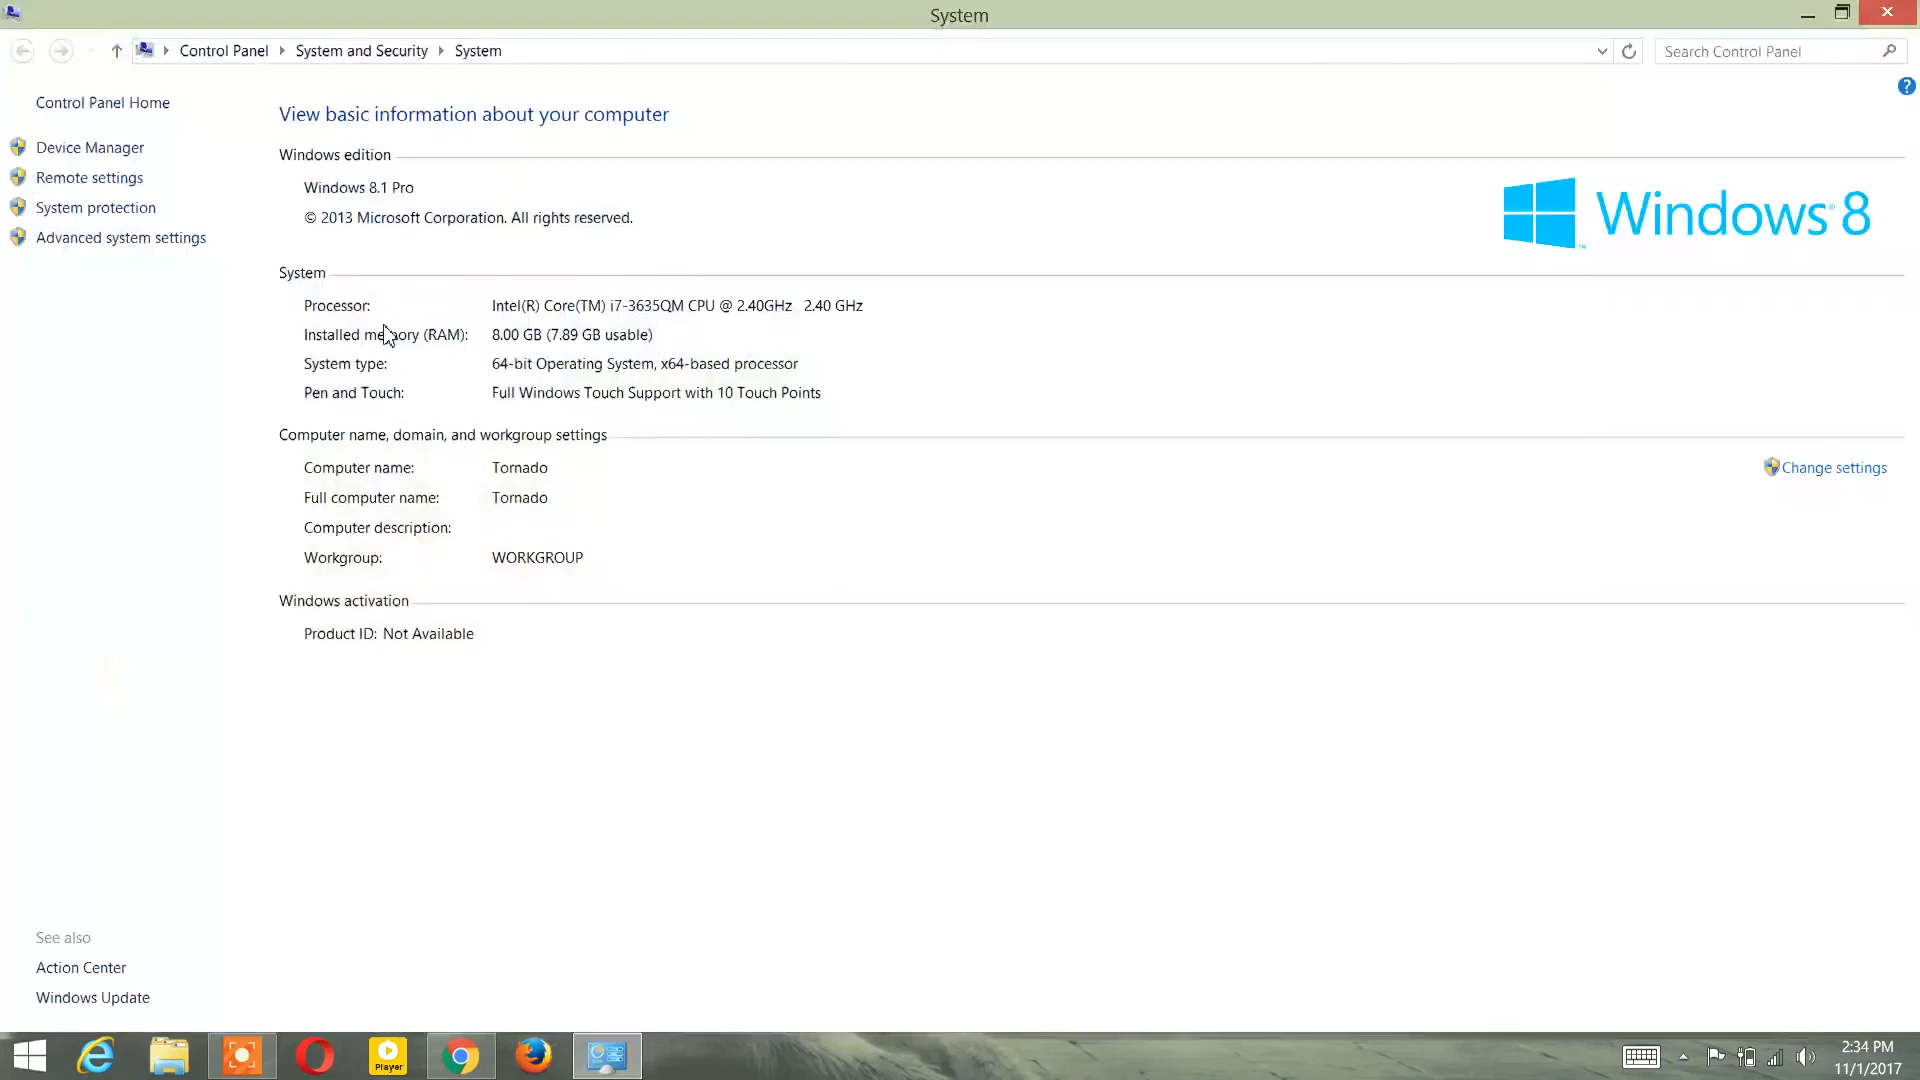 System
Control Panel System and Security System
Search Control Panel
?
Control Panel Home
Device Manager
Remote settings
System protection
Advanced system settings
View basic information about your computer
Windows edition
Windows 8.1 Pro
© 2013 Microsoft Corporation. All rights reserved.
Windows 8
System
Processor: Intel(R) Core(TM) i7-3635QM CPU @ 2.40GHz 2.40 GHz
Installed memory (RAM): 8.00 GB (7.89 GB usable)
System type: 64-bit Operating System, x64-based processor
Pen and Touch: Full Windows Touch Support with 10 Touch Points
Computer name, domain, and workgroup settings
Computer name: Tornado
Change settings
Full computer name: Tornado
Computer description:
Workgroup: WORKGROUP
Windows activation
Product ID: Not Available
See also
Action Center
Windows Update
Player
2:34 PM
11/1/2017